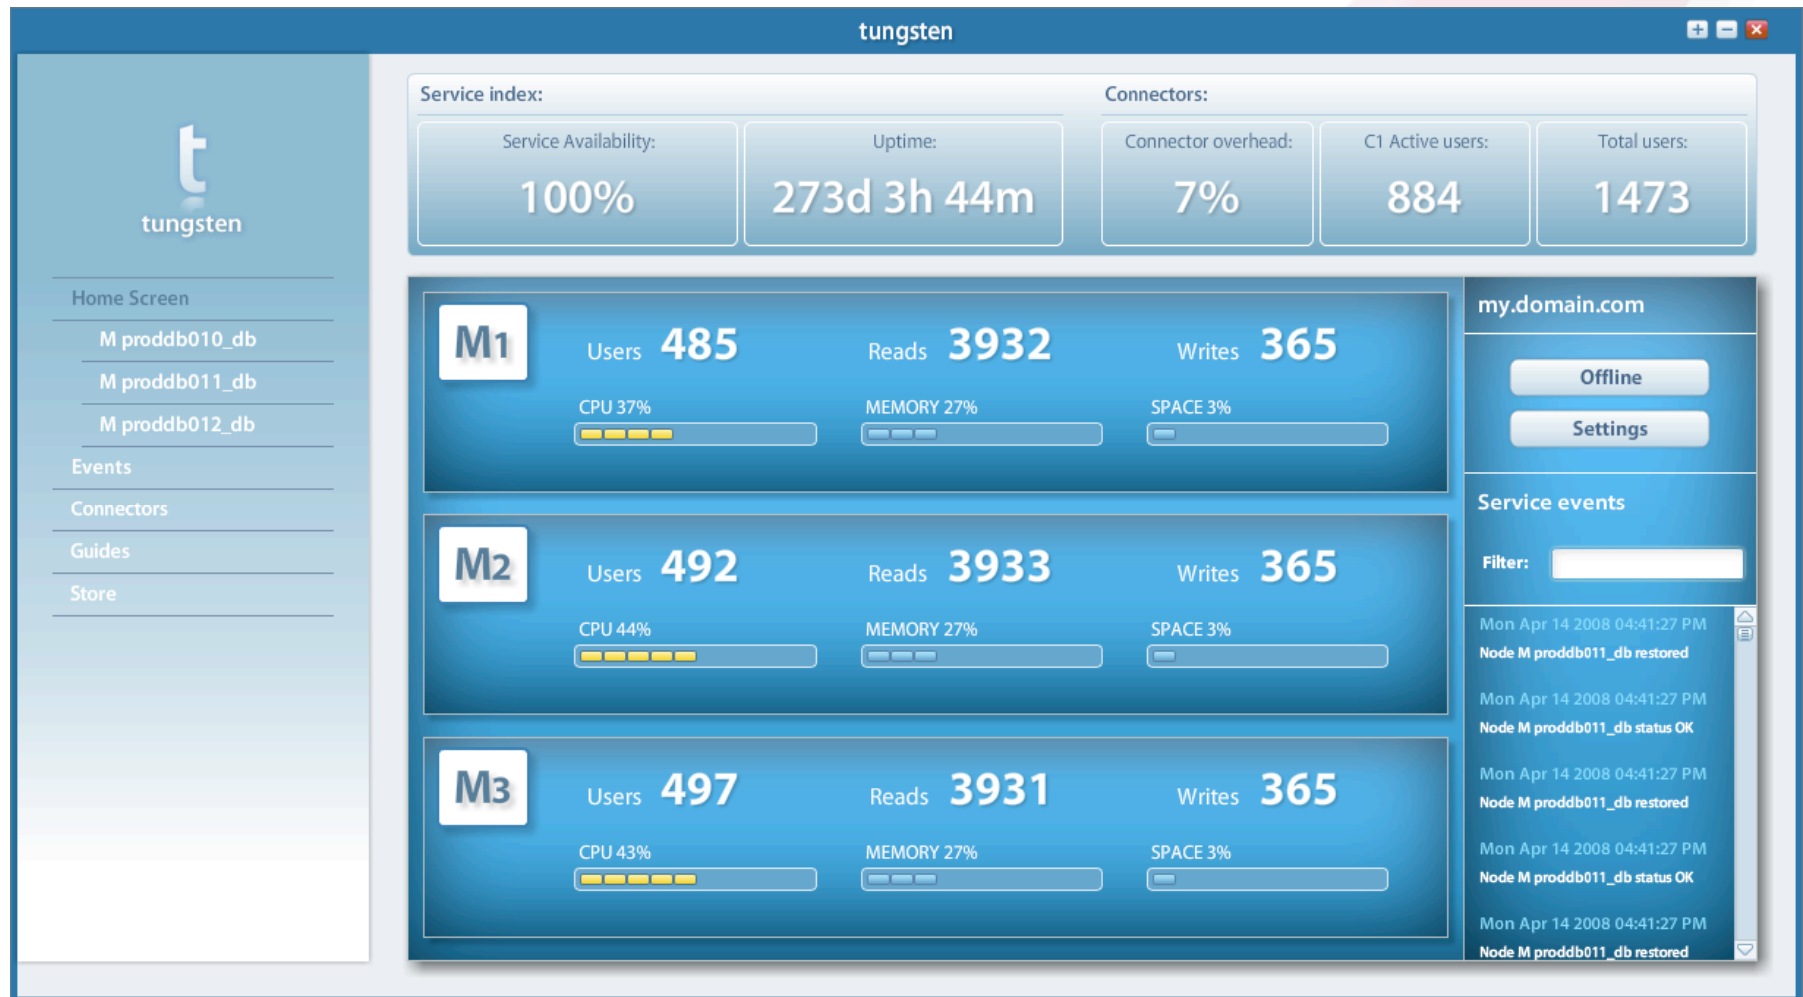 tungsten
t
tungsten
Home Screen
M proddb010_db
M proddb011_db
M proddb012_db
Events
Connectors
Guides
Store
Service index:
Service Availability:
100%
Uptime:
273d 3h 44m
Connectors:
Connector overhead:
7%
C1 Active users:
884
Total users:
1473
M1
Users 485
Reads 3932
Writes 365
CPU 37%
MEMORY 27%
SPACE 3%
M2
Users 492
Reads 3933
Writes 365
CPU 44%
MEMORY 27%
SPACE 3%
M3
Users 497
Reads 3931
Writes 365
CPU 43%
MEMORY 27%
SPACE 3%
my.domain.com
Offline
Settings
Service events
Filter:
Mon Apr 14 2008 04:41:27 PM
Node M proddb011_db restored
Mon Apr 14 2008 04:41:27 PM
Node M proddb011_db status OK
Mon Apr 14 2008 04:41:27 PM
Node M proddb011_db restored
Mon Apr 14 2008 04:41:27 PM
Node M proddb011_db status OK
Mon Apr 14 2008 04:41:27 PM
Node M proddb011_db restored